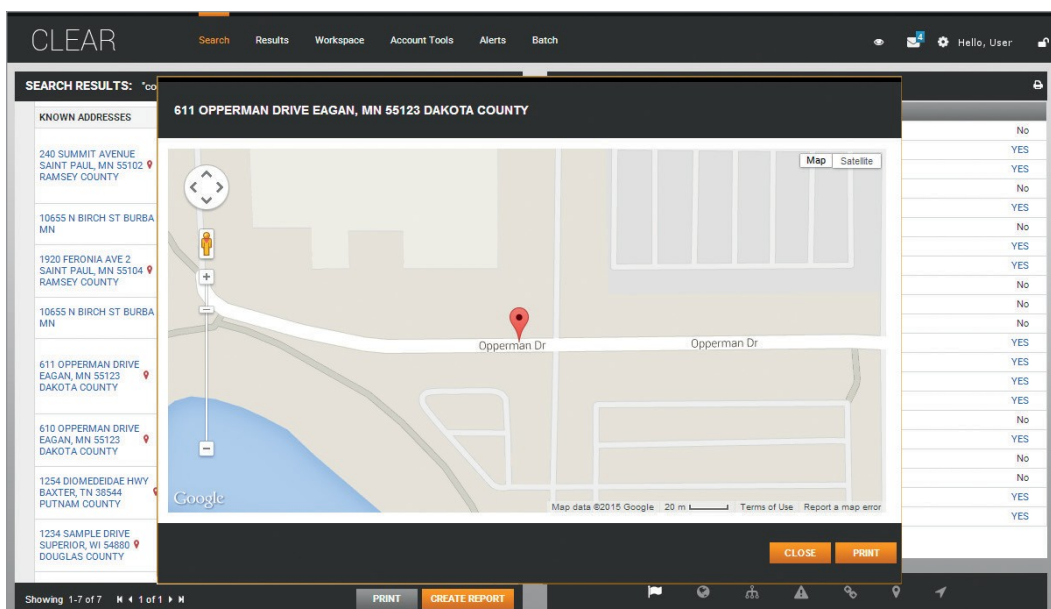 CLEAR
Search Results Workspace Account Tools Alerts Batch
4
Hello, User
SEARCH RESULTS: "co
KNOWN ADDRESSES
240 SUMMIT AVENUE
SAINT PAUL, MN 55102
RAMSEY COUNTY
10655 N BIRCH ST BURBA
MN
1920 FERONIA AVE 2
SAINT PAUL, MN 55104
RAMSEY COUNTY
10655 N BIRCH ST BURBA
MN
611 OPPERMAN DRIVE
EAGAN, MN 55123
DAKOTA COUNTY
610 OPPERMAN DRIVE
EAGAN, MN 55123
DAKOTA COUNTY
1254 DIOMEDEIDAE HWY
BAXTER, TN 38544
PUTNAM COUNTY
1234 SAMPLE DRIVE
SUPERIOR, WI 54880
DOUGLAS COUNTY
611 OPPERMAN DRIVE EAGAN, MN 55123 DAKOTA COUNTY
Map Satellite
Opperman Dr Opperman Dr
Google
Map data ©2015 Google 20 m Terms of Use Report a map error
CLOSE PRINT
No
YES
YES
No
YES
No
YES
YES
No
No
No
YES
YES
YES
YES
No
YES
No
No
YES
YES
Showing 1-7 of 7 1 of 1
PRINT CREATE REPORT